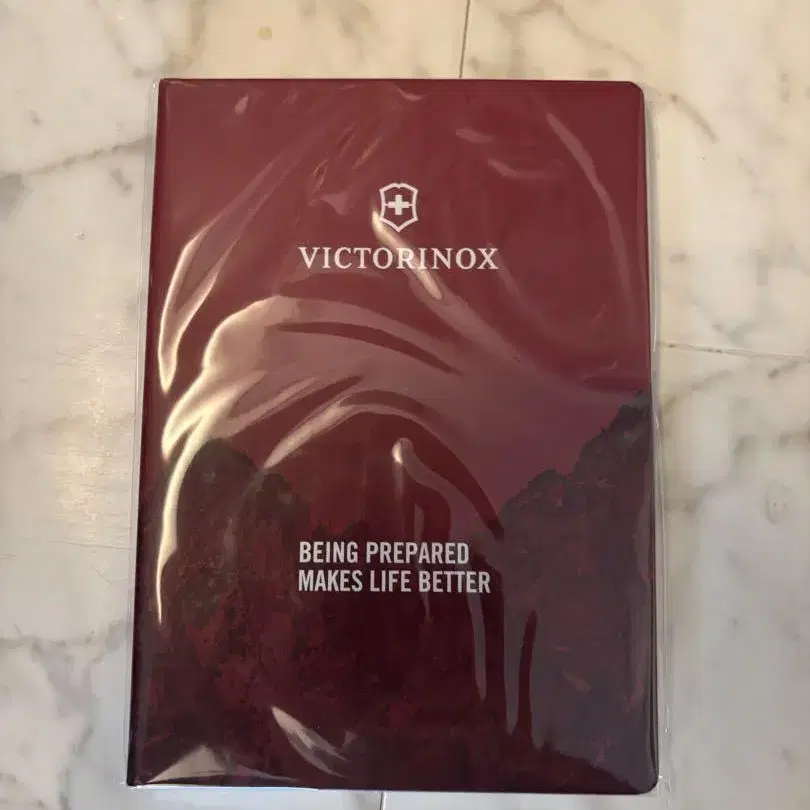 VICTORINOX
BEING PREPARED
MAKES LIFE BETTER